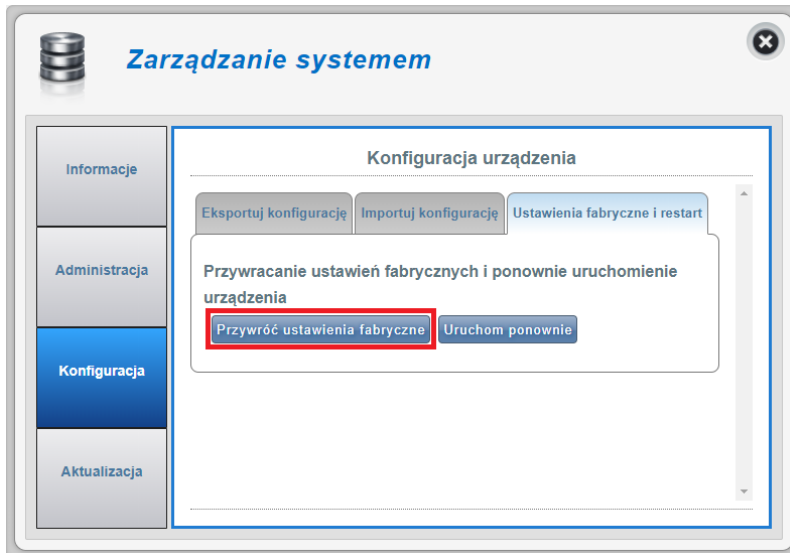 Zarządzanie systemem
Informacje
Administracja
Konfiguracja
Aktualizacja
Konfiguracja urządzenia
Eksportuj konfigurację Importuj konfigurację Ustawienia fabryczne i restart
Przywracanie ustawień fabrycznych i ponownie uruchomienie
urządzenia
Przywróć ustawienia fabryczne Uruchom ponownie